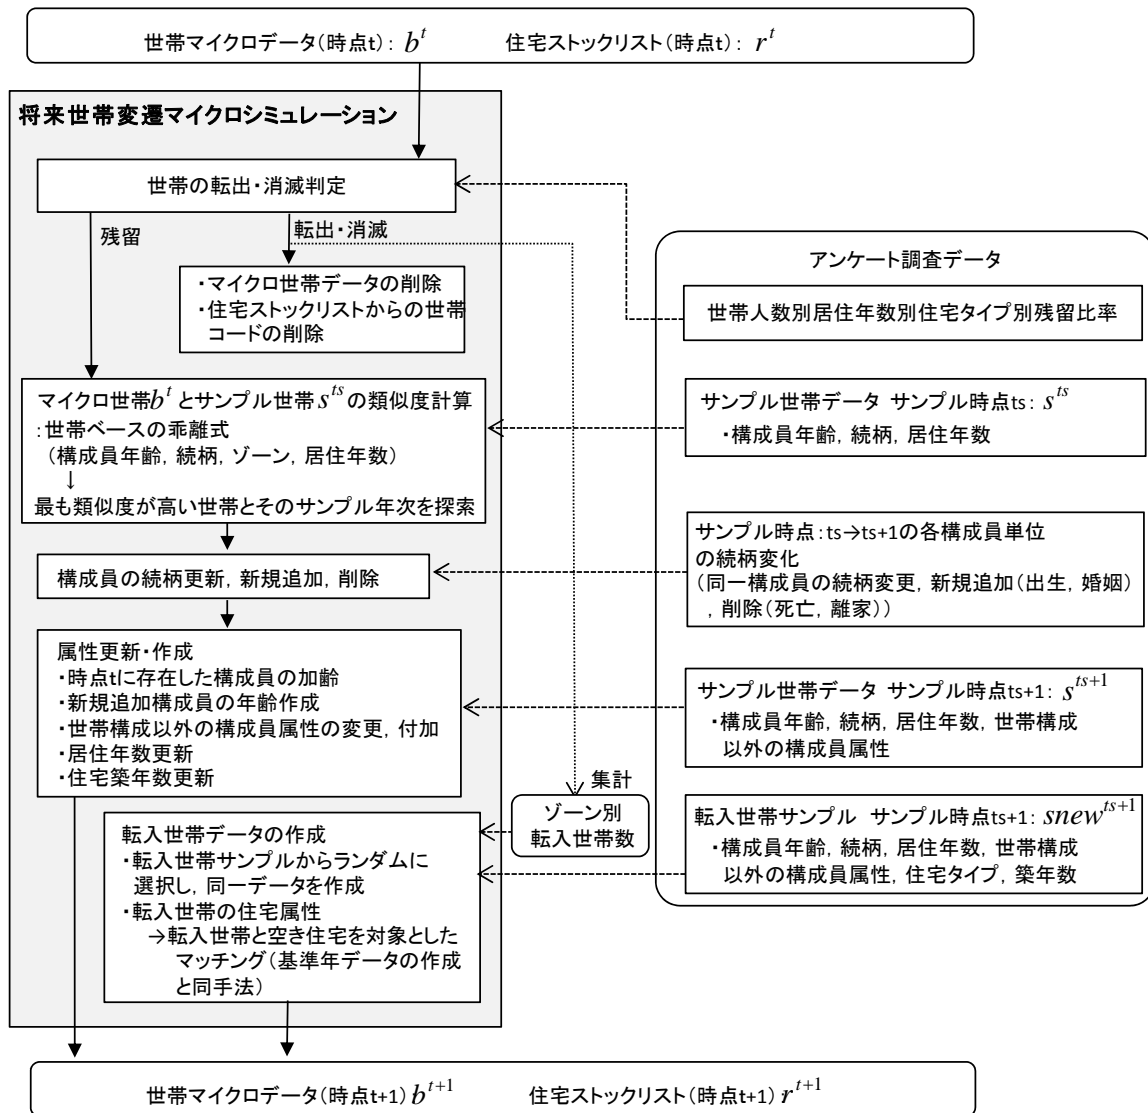 世帯マイクロデータ(時点t): b^t 住宅ストックリスト(時点t): r^t
将来世帯変遷マイクロシミュレーション
世帯の転出・消滅判定
残留
転出・消滅
・マイクロ世帯データの削除
・住宅ストックリストからの世帯
コードの削除
マイクロ世帯b^tとサンプル世帯s^{ts}の類似度計算
:世帯ベースの乖離式
(構成員年齢, 続柄, ゾーン, 居住年数)
↓
最も類似度が高い世帯とそのサンプル年次を探索
構成員の続柄更新, 新規追加, 削除
属性更新・作成
・時点tに存在した構成員の加齢
・新規追加構成員の年齢作成
・世帯構成以外の構成員属性の変更, 付加
・居住年数更新
・住宅築年数更新
集計
ゾーン別
転入世帯数
転入世帯データの作成
・転入世帯サンプルからランダムに
選択し, 同一データを作成
・転入世帯の住宅属性
→転入世帯と空き住宅を対象とした
マッチング(基準年データの作成
と同手法)
アンケート調査データ
世帯人数別居住年数別住宅タイプ別残留比率
サンプル世帯データ サンプル時点ts: s^{ts}
・構成員年齢, 続柄, 居住年数
サンプル時点:ts→ts+1の各構成員単位
の続柄変化
(同一構成員の続柄変更, 新規追加(出生, 婚姻)
, 削除(死亡, 離家))
サンプル世帯データ サンプル時点ts+1: s^{ts+1}
・構成員年齢, 続柄, 居住年数, 世帯構成
以外の構成員属性
転入世帯サンプル サンプル時点ts+1: snew^{ts+1}
・構成員年齢, 続柄, 居住年数, 世帯構成
以外の構成員属性, 住宅タイプ, 築年数
世帯マイクロデータ(時点t+1) b^{t+1} 住宅ストックリスト(時点t+1) r^{t+1}